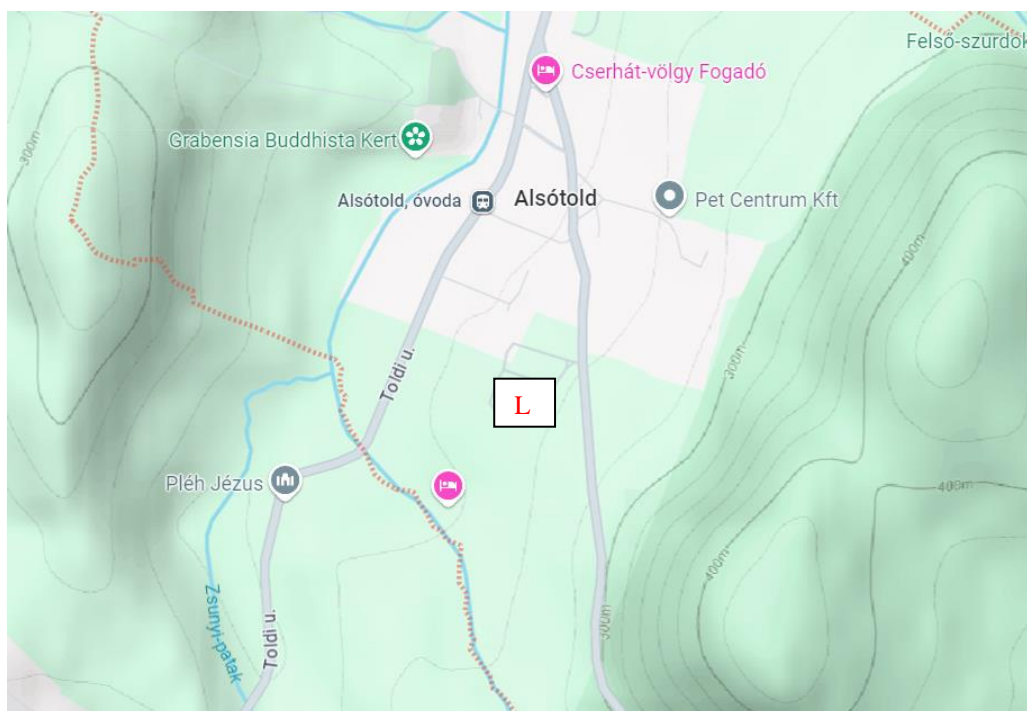 Felső-szurdok
Cserhát-völgy Fogadó
300m
Grabensia Buddhista Kert
Alsótold, óvoda
Alsótold
Pet Centrum Kft
400m
300m
Toldi u.
L
Pléh Jézus
400m
400m
Zsunyi-patak
Toldi u.
300m